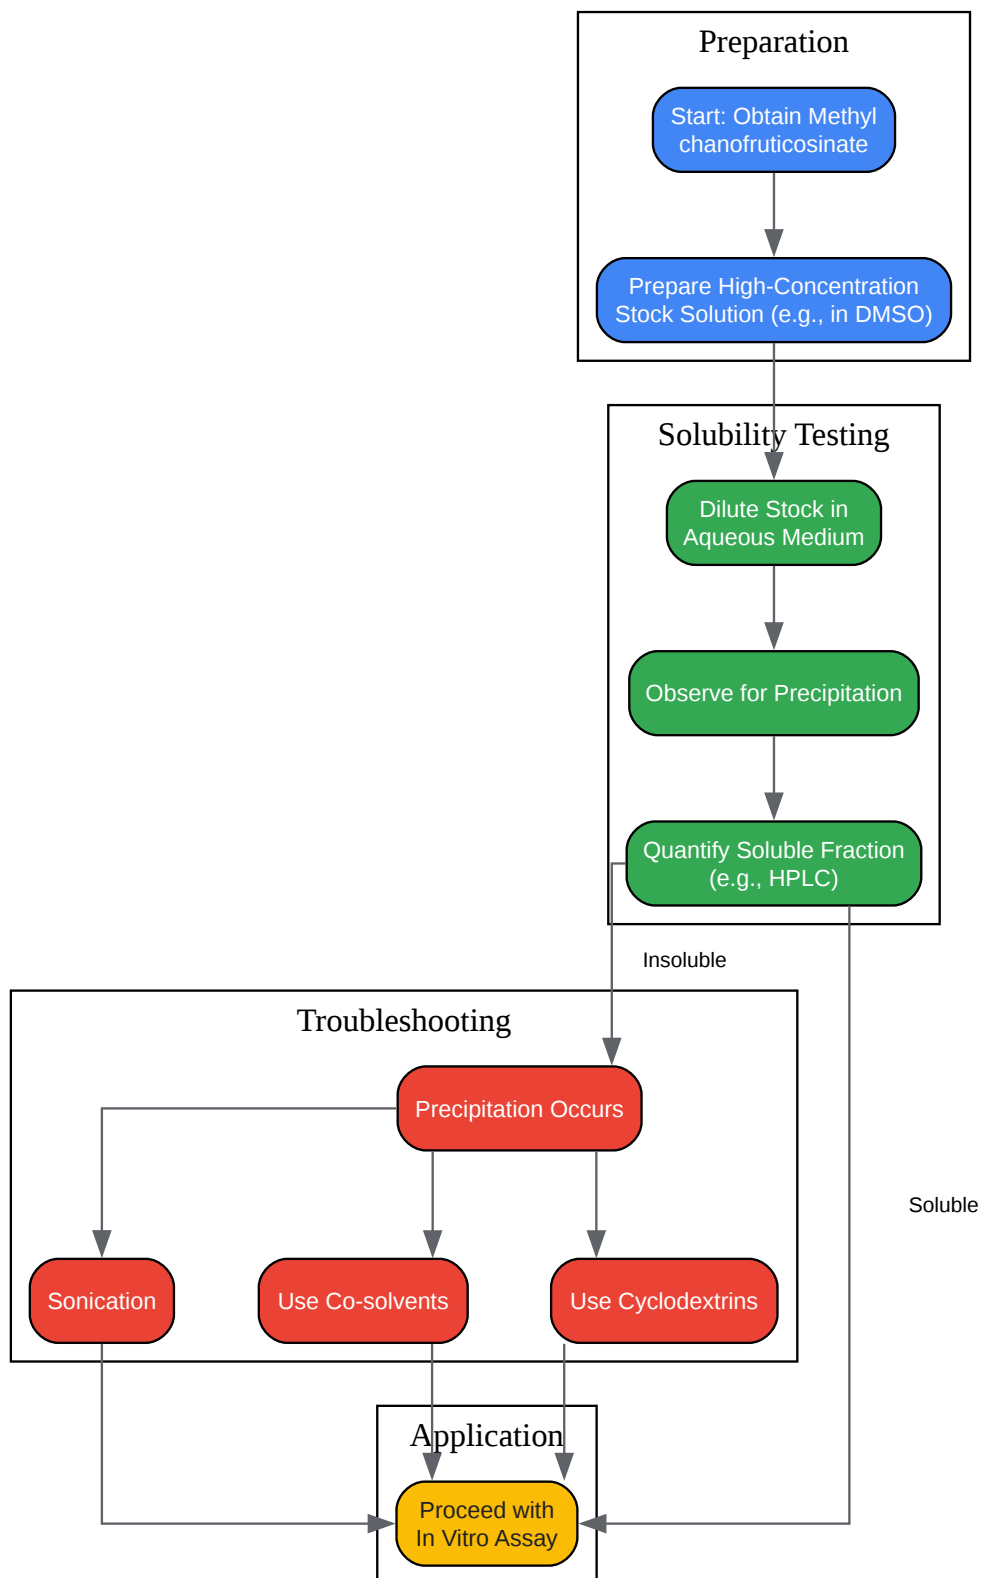 Preparation
Start: Obtain Methyl
chanofruticosinate
Prepare High-Concentration
Stock Solution (e.g., in DMSO)
Solubility Testing
Dilute Stock in
Aqueous Medium
Observe for Precipitation
Quantify Soluble Fraction
(e.g., HPLC)
Insoluble
Troubleshooting
Precipitation Occurs
Soluble
Sonication
Use Co-solvents
Use Cyclodextrins
Application
Proceed with
In Vitro Assay